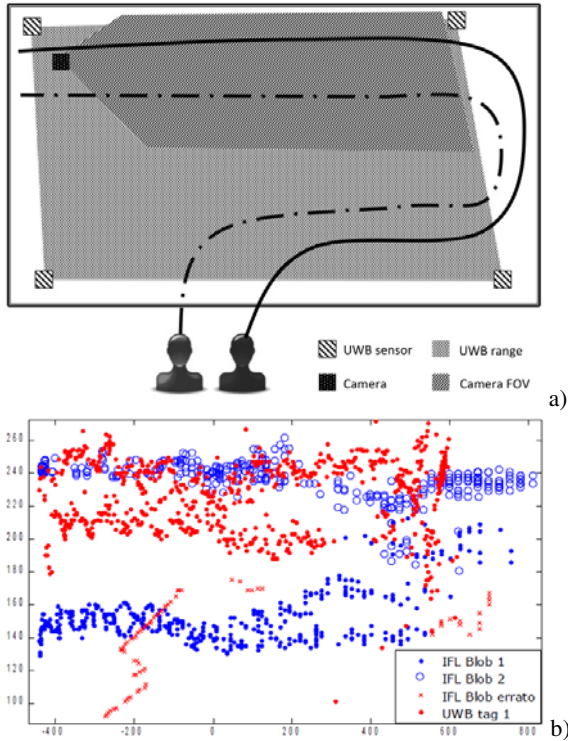 UWB sensor
UWB range
Camera
Camera FOV
a)
260
240
220
200
180
160
140
120
100
-400
-200
0
200
400
600
800
IFL Blob 1
IFL Blob 2
IFL Blob errato
UWB tag 1
b)